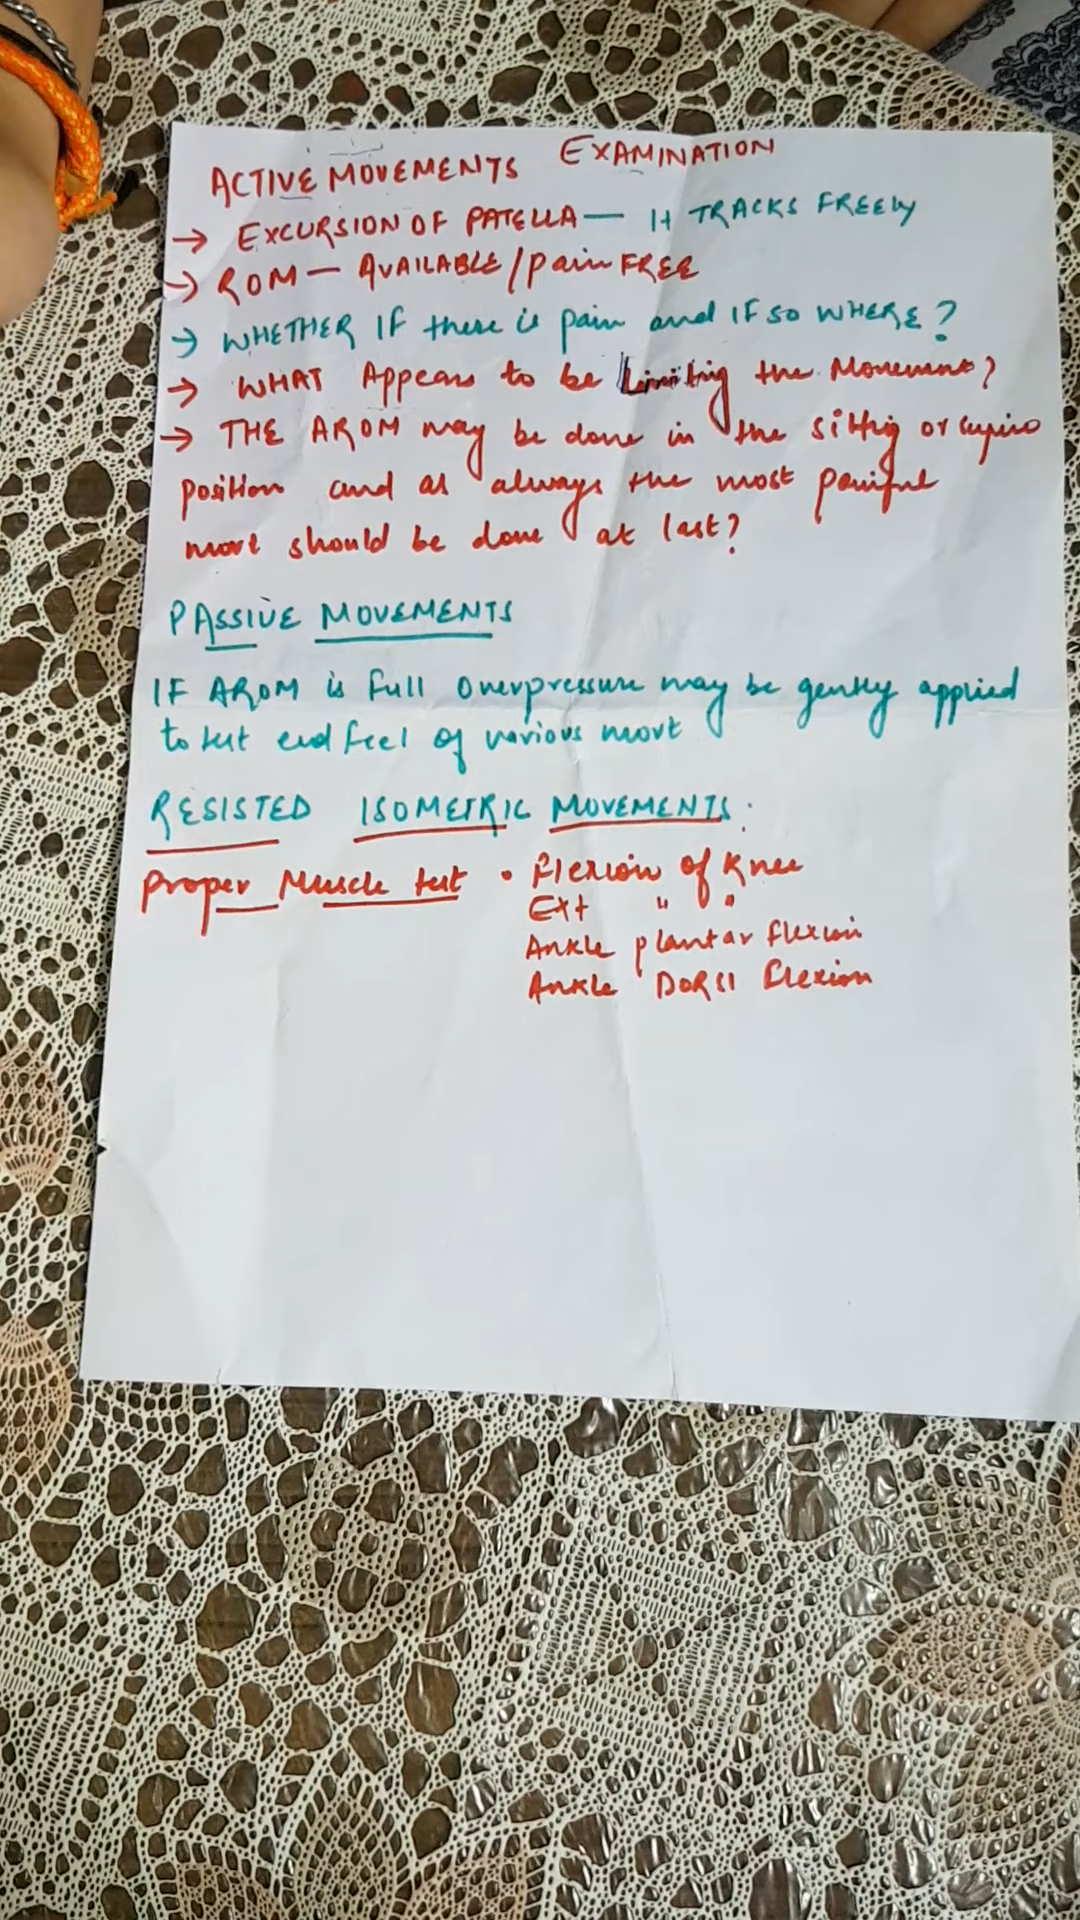 ACTIVE MOVEMENTS EXAMINATION
→ EXCURSION OF PATELLA — It TRACKS FREELY
→ ROM — AVAILABLE/pain FREE
→ WHETHER IF there is pain and IF SO WHERE?
→ WHAT Appears to be Limiting the Movement?
→ THE AROM may be done in the sitting or
position and as always the most painful
movt should be done at last?
PASSIVE MOVEMENTS
IF AROM is full overpressure may be gently applied
to test end feel of various movt
RESISTED ISOMETRIC MOVEMENTS:
Proper Muscle test • Flexion of Knee
Ext " "
Ankle plantar flexion
Ankle DORSI flexion